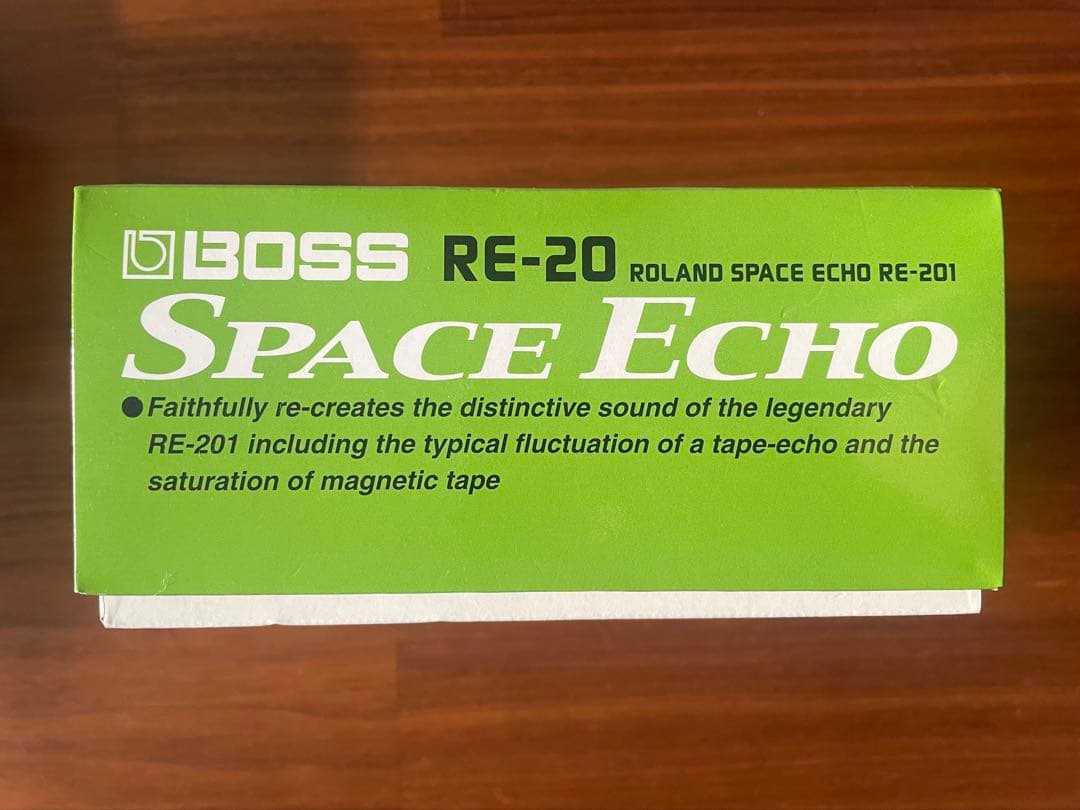 BOSS RE-20 ROLAND SPACE ECHO RE-201
SPACE ECHO
●Faithfully re-creates the distinctive sound of the legendary
RE-201 including the typical fluctuation of a tape-echo and the
saturation of magnetic tape